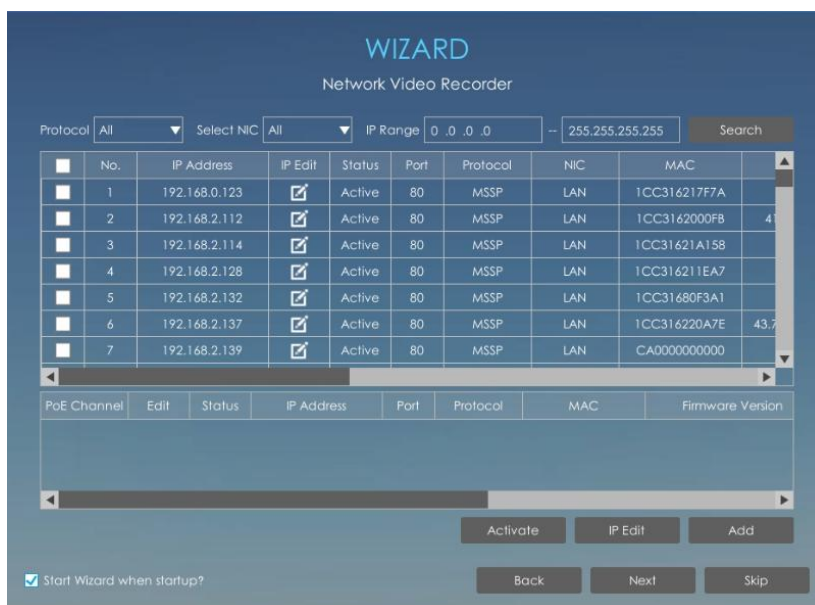 WIZARD
Network Video Recorder
Protocol All Select NIC All IP Range 0 .0 .0 .0 -- 255.255.255.255 Search
No. IP Address IP Edit Status Port Protocol NIC MAC
1 192.168.0.123 Active 80 MSSP LAN 1CC316217F7A
2 192.168.2.112 Active 80 MSSP LAN 1CC3162000FB 41
3 192.168.2.114 Active 80 MSSP LAN 1CC31621A158
4 192.168.2.128 Active 80 MSSP LAN 1CC316211EA7
5 192.168.2.132 Active 80 MSSP LAN 1CC31680F3A1
6 192.168.2.137 Active 80 MSSP LAN 1CC316220A7E 43.7
7 192.168.2.139 Active 80 MSSP LAN CA0000000000
PoE Channel Edit Status IP Address Port Protocol MAC Firmware Version
Activate IP Edit Add
Start Wizard when startup? Back Next Skip